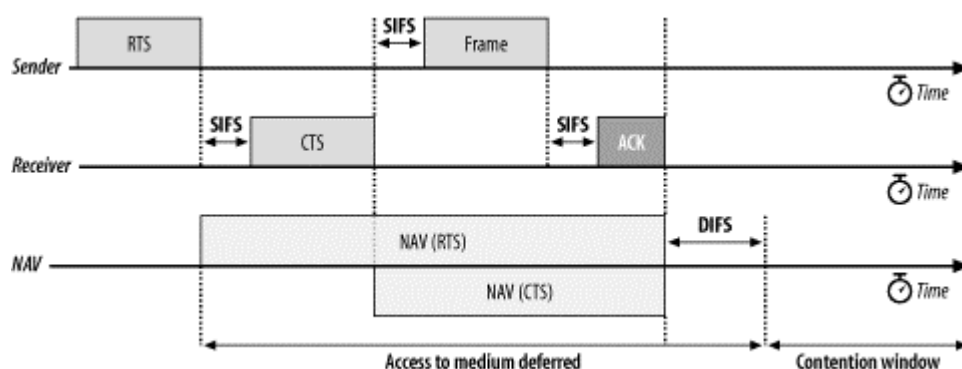 SIFS
RTS
Frame
Sender
Time
SIFS
SIFS
CTS
ACK
Receiver
Time
DIFS
NAV (RTS)
NAV
NAV (CTS)
Time
Access to medium deferred
Contention window